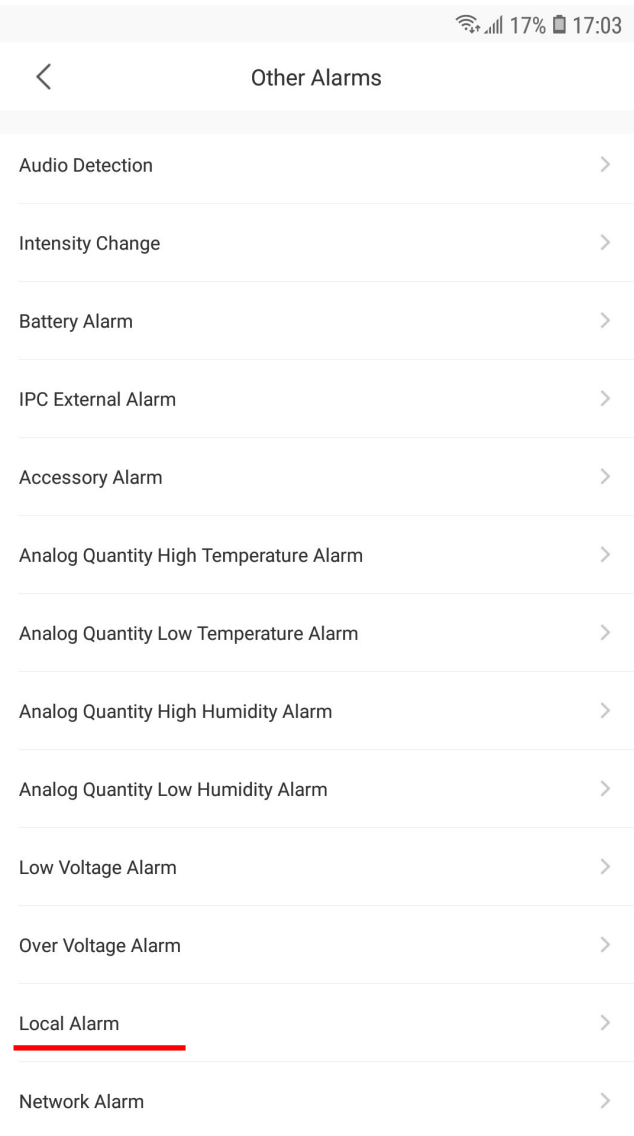 17% 17:03
Other Alarms
Audio Detection
Intensity Change
Battery Alarm
IPC External Alarm
Accessory Alarm
Analog Quantity High Temperature Alarm
Analog Quantity Low Temperature Alarm
Analog Quantity High Humidity Alarm
Analog Quantity Low Humidity Alarm
Low Voltage Alarm
Over Voltage Alarm
Local Alarm
Network Alarm